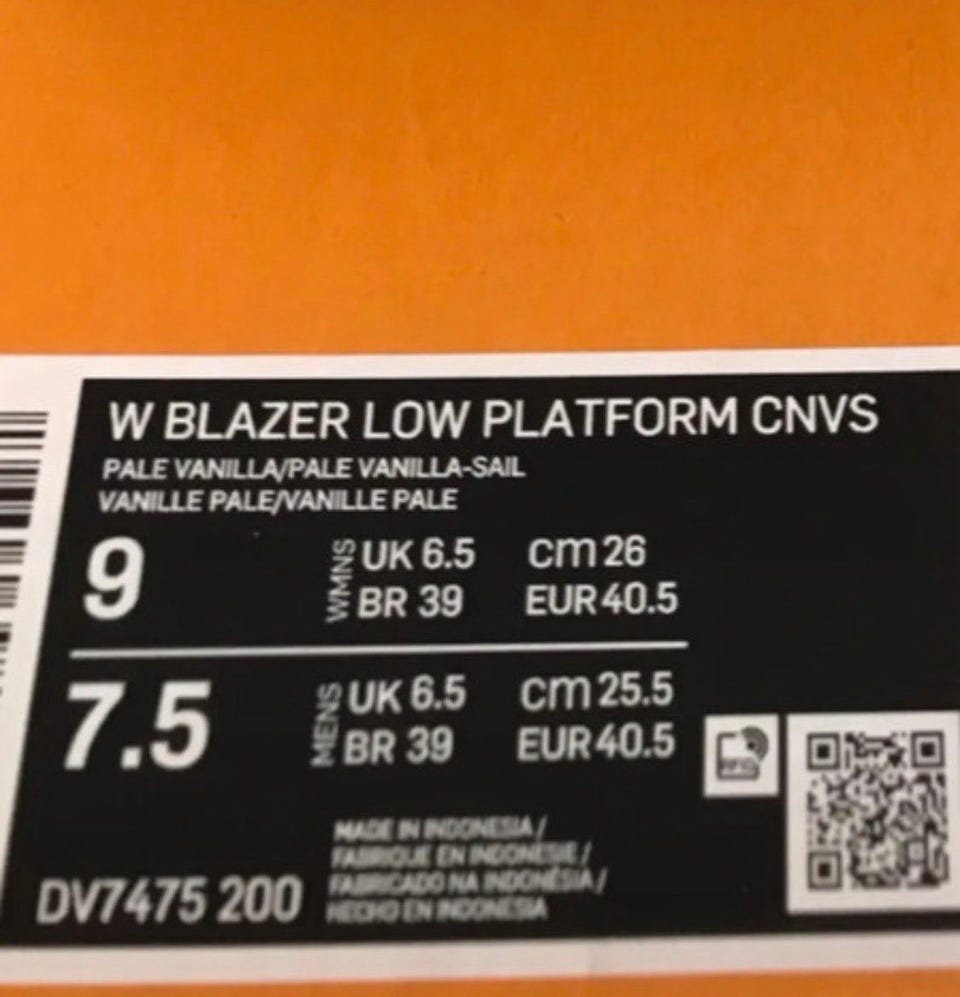 W BLAZER LOW PLATFORM CNVS
PALE VANILLA/PALE VANILLA-SAIL
VANILLE PALE/VANILLE PALE
9 WMNS UK 6.5 cm 26
BR 39 EUR 40.5
7.5 MENS UK 6.5 cm 25.5
BR 39 EUR 40.5
RFID
MADE IN INDONESIA /
FABRIQUE EN INDONESIE /
FABRICADO NA INDONÉSIA /
HECHO EN INDONESIA
DV7475 200